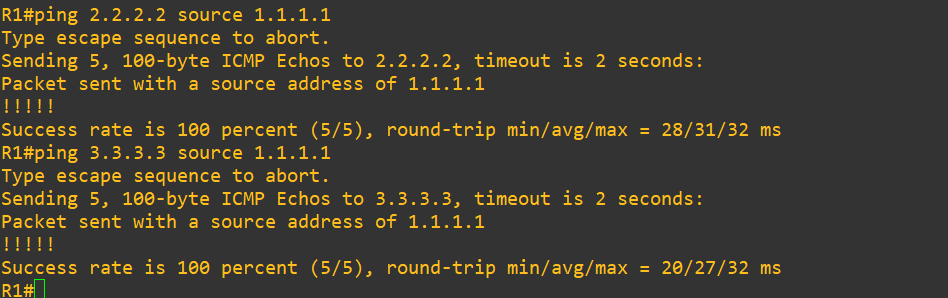 R1#ping 2.2.2.2 source 1.1.1.1
Type escape sequence to abort.
Sending 5, 100-byte ICMP Echos to 2.2.2.2, timeout is 2 seconds:
Packet sent with a source address of 1.1.1.1
!!!!!
Success rate is 100 percent (5/5), round-trip min/avg/max = 28/31/32 ms
R1#ping 3.3.3.3 source 1.1.1.1
Type escape sequence to abort.
Sending 5, 100-byte ICMP Echos to 3.3.3.3, timeout is 2 seconds:
Packet sent with a source address of 1.1.1.1
!!!!!
Success rate is 100 percent (5/5), round-trip min/avg/max = 20/27/32 ms
R1#